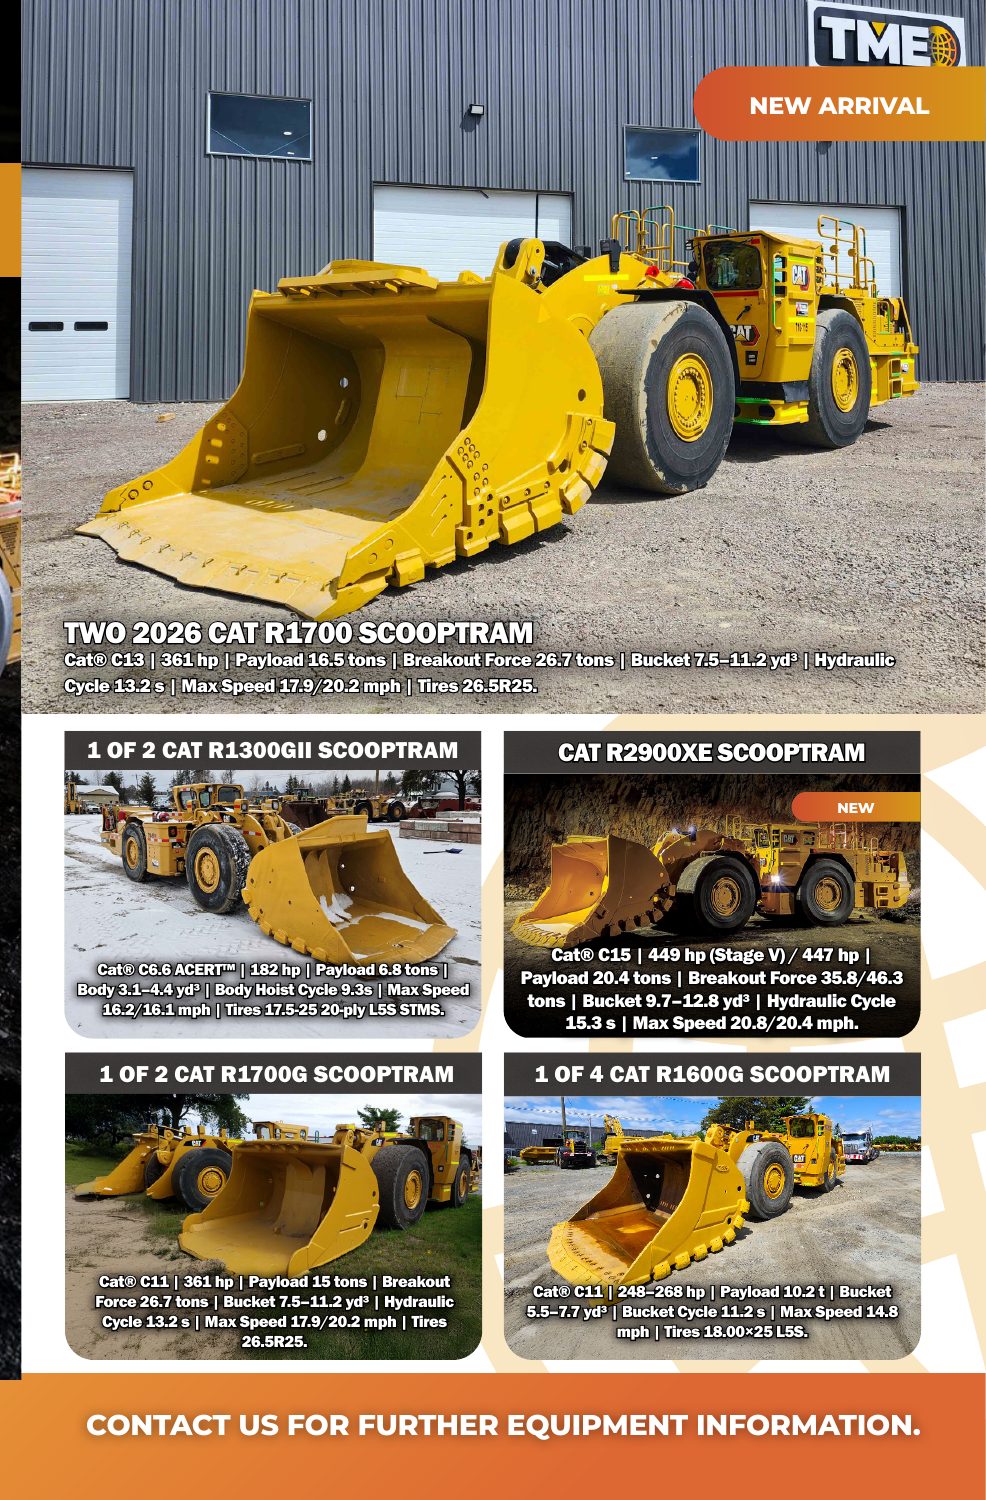 TME
NEW ARRIVAL
CAT
CAT
TWO 2026 CAT R1700 SCOOPTRAM
Cat® C13 | 361 hp | Payload 16.5 tons | Breakout Force 26.7 tons | Bucket 7.5–11.2 yd³ | Hydraulic
Cycle 13.2 s | Max Speed 17.9/20.2 mph | Tires 26.5R25.
1 OF 2 CAT R1300GII SCOOPTRAM
Cat® C6.6 ACERT™ | 182 hp | Payload 6.8 tons |
Body 3.1–4.4 yd³ | Body Hoist Cycle 9.3s | Max Speed
16.2/16.1 mph | Tires 17.5-25 20-ply L5S STMS.
CAT R2900XE SCOOPTRAM
NEW
CAT
Cat® C15 | 449 hp (Stage V) / 447 hp |
Payload 20.4 tons | Breakout Force 35.8/46.3
tons | Bucket 9.7–12.8 yd³ | Hydraulic Cycle
15.3 s | Max Speed 20.8/20.4 mph.
1 OF 2 CAT R1700G SCOOPTRAM
CAT
CAT
Cat® C11 | 361 hp | Payload 15 tons | Breakout
Force 26.7 tons | Bucket 7.5–11.2 yd³ | Hydraulic
Cycle 13.2 s | Max Speed 17.9/20.2 mph | Tires
26.5R25.
1 OF 4 CAT R1600G SCOOPTRAM
CAT
Cat® C11 | 248–268 hp | Payload 10.2 t | Bucket
5.5–7.7 yd³ | Bucket Cycle 11.2 s | Max Speed 14.8
mph | Tires 18.00×25 L5S.
CONTACT US FOR FURTHER EQUIPMENT INFORMATION.